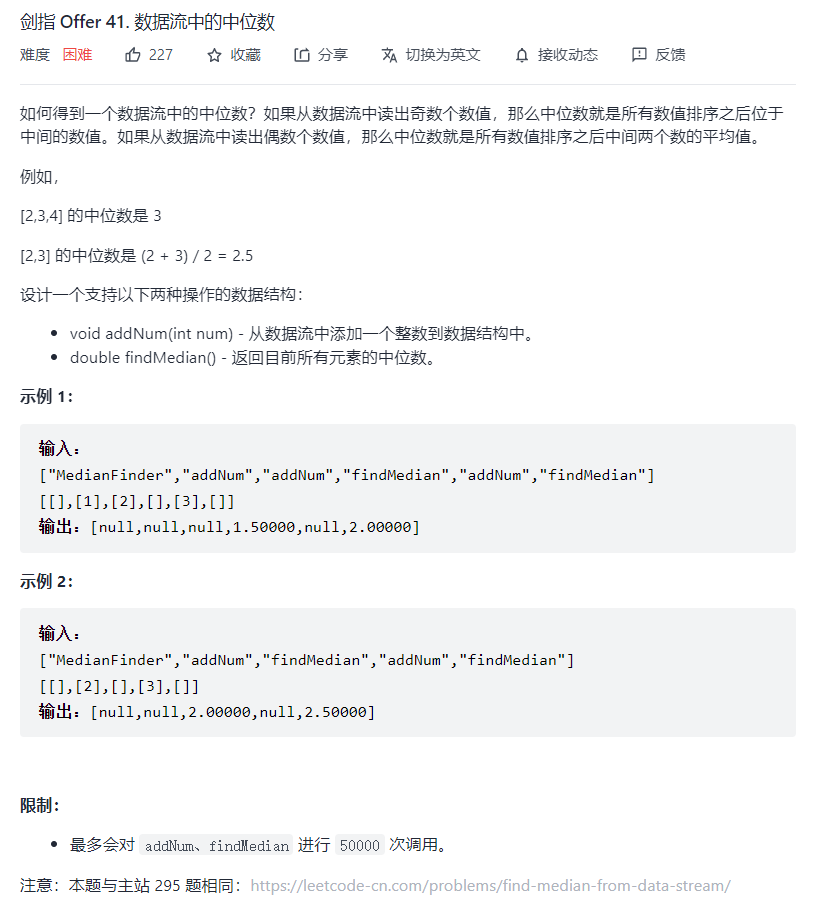 剑指 Offer 41. 数据流中的中位数
难度 困难 227 收藏 分享 切换为英文 接收动态 反馈
如何得到一个数据流中的中位数？如果从数据流中读出奇数个数值，那么中位数就是所有数值排序之后位于
中间的数值。如果从数据流中读出偶数个数值，那么中位数就是所有数值排序之后中间两个数的平均值。
例如，
[2,3,4] 的中位数是 3
[2,3] 的中位数是 (2 + 3) / 2 = 2.5
设计一个支持以下两种操作的数据结构：
• void addNum(int num) - 从数据流中添加一个整数到数据结构中。
• double findMedian() - 返回目前所有元素的中位数。
示例 1：
输入：
["MedianFinder","addNum","addNum","findMedian","addNum","findMedian"]
[[],[1],[2],[],[3],[]]
输出：[null,null,null,1.50000,null,2.00000]
示例 2：
输入：
["MedianFinder","addNum","findMedian","addNum","findMedian"]
[[],[2],[],[3],[]]
输出：[null,null,2.00000,null,2.50000]
限制：
• 最多会对 addNum、findMedian 进行 50000 次调用。
注意：本题与主站 295 题相同：https://leetcode-cn.com/problems/find-median-from-data-stream/